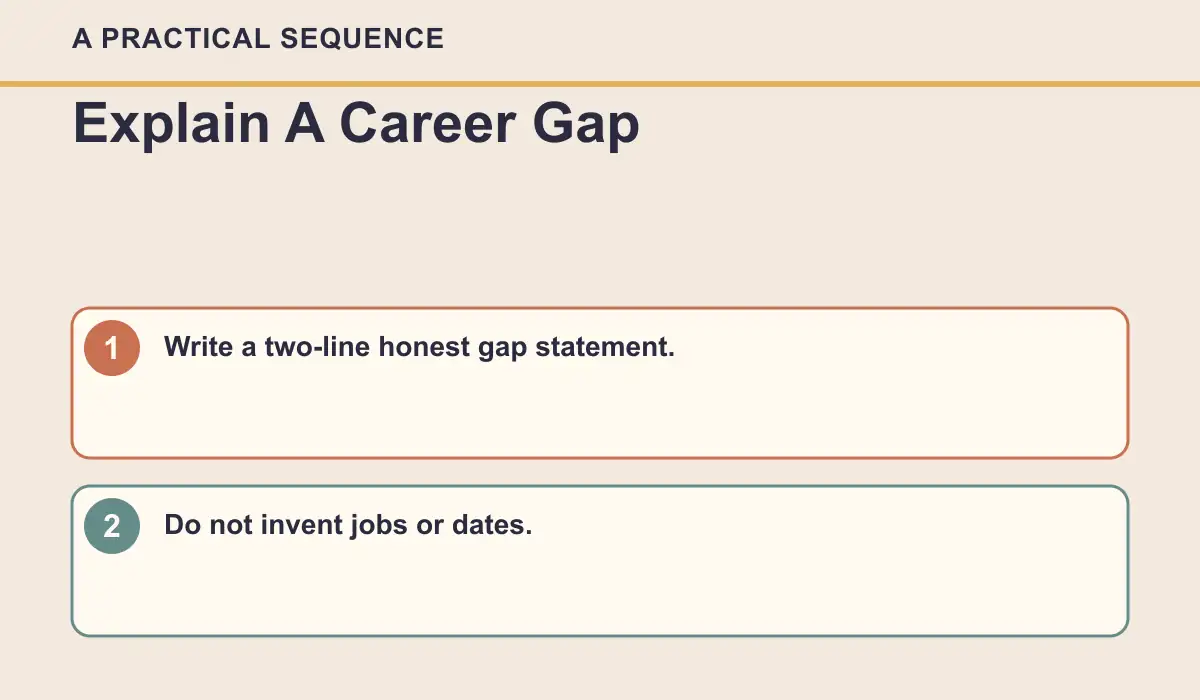 A PRACTICAL SEQUENCE
Explain A Career Gap
1
Write a two-line honest gap statement.
2
Do not invent jobs or dates.